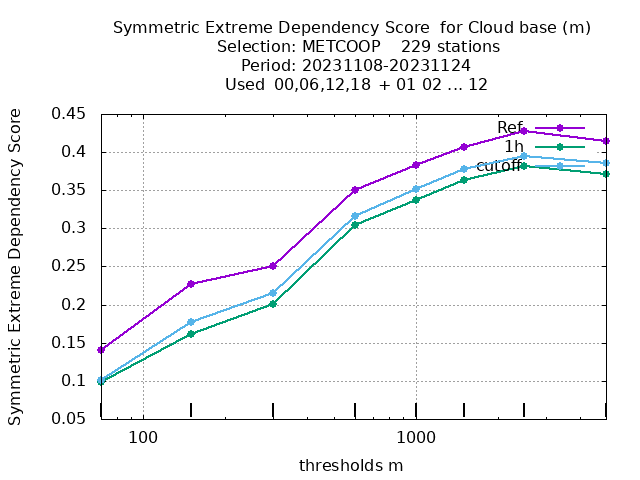 Symmetric Extreme Dependency Score  for Cloud base (m)
Selection: METCOOP    229 stations
Period: 20231108-20231124
Used  00,06,12,18 + 01 02 ... 12
Symmetric Extreme Dependency Score
0.45
0.4
0.35
0.3
0.25
0.2
0.15
0.1
0.05
Ref
1h
cutoff
100
1000
thresholds m